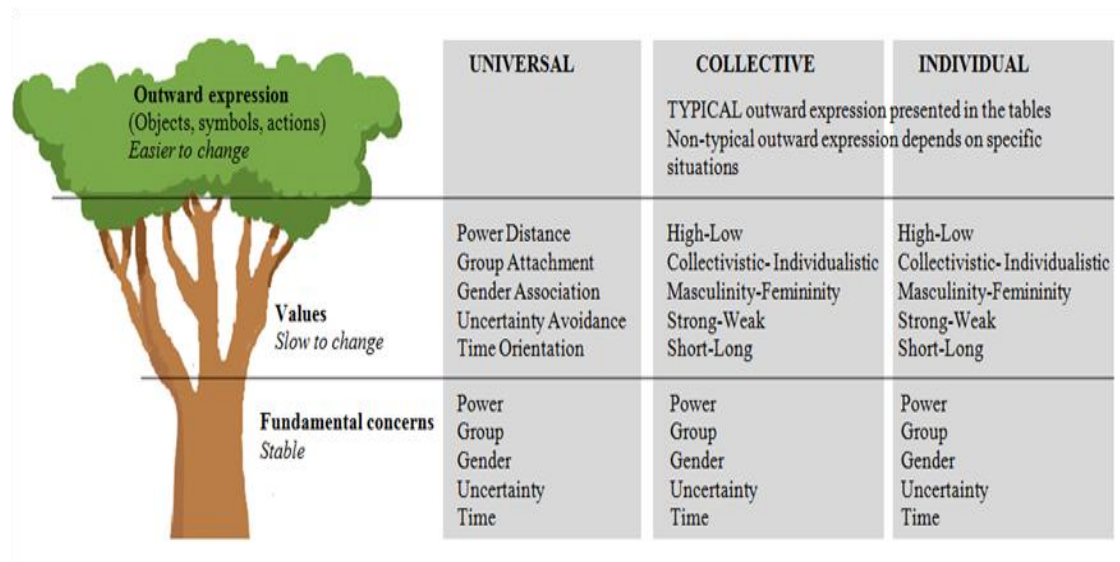 Outward expression
(Objects, symbols, actions)
Easier to change
Values
Slow to change
Fundamental concerns
Stable
UNIVERSAL
Power Distance
Group Attachment
Gender Association
Uncertainty Avoidance
Time Orientation
Power
Group
Gender
Uncertainty
Time
COLLECTIVE
INDIVIDUAL
TYPICAL outward expression presented in the tables
Non-typical outward expression depends on specific
situations
High-Low
Collectivistic- Individualistic
Masculinity-Femininity
Strong-Weak
Short-Long
Power
Group
Gender
Uncertainty
Time
High-Low
Collectivistic- Individualistic
Masculinity-Femininity
Strong-Weak
Short-Long
Power
Group
Gender
Uncertainty
Time